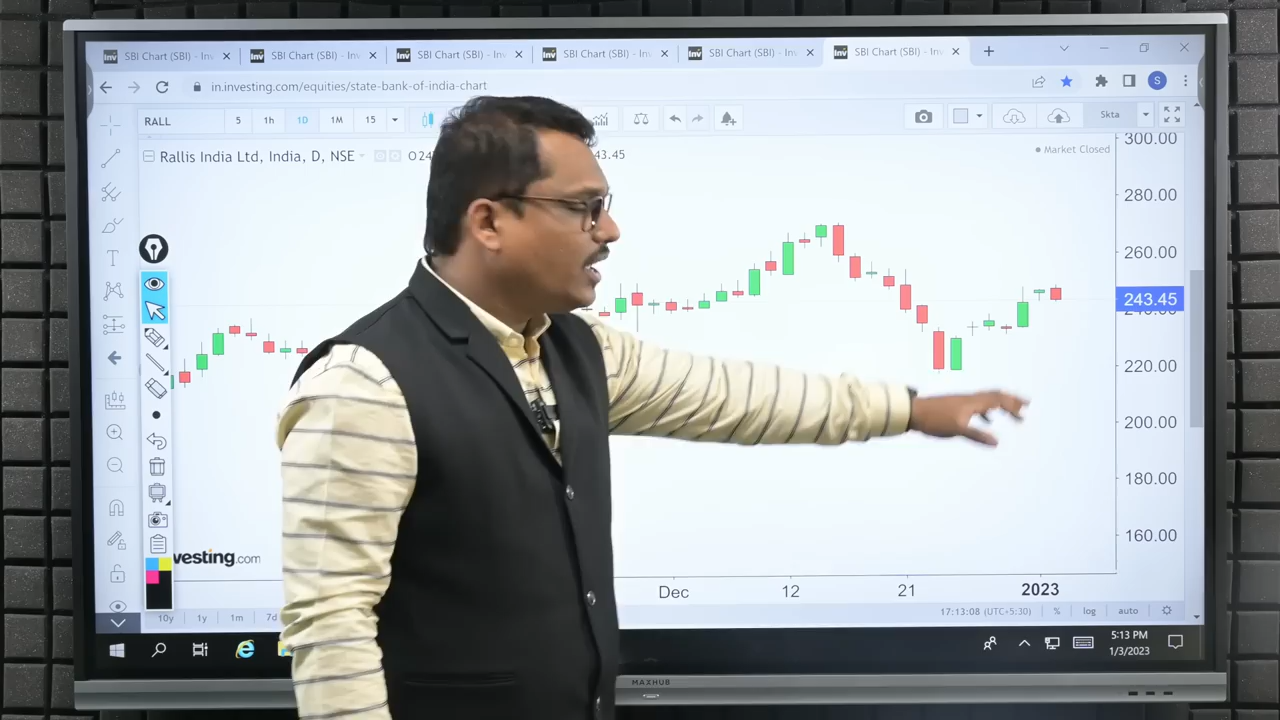 SBI Chart (SBI) - Inv
SBI Chart (SBI) - Inv
SBI Chart (SBI) - Inv
SBI Chart (SBI) - Inv
SBI Chart (SBI) - Inv
SBI Chart (SBI) - Inv
in.investing.com/equities/state-bank-of-india-chart
S
RALL 5 1h 1D 1M 15
Skta
Rallis India Ltd, India, D, NSE
O24
43.45
Market Closed
300.00
280.00
260.00
243.45
240.00
220.00
200.00
180.00
160.00
vesting.com
Dec 12 21 2023
10y 1y 1m 7d
17:13:08 (UTC+5:30) % log auto
5:13 PM
1/3/2023
MAXHUB